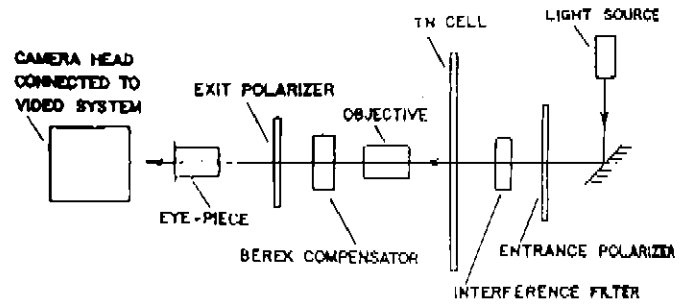 LIGHT SOURCE
TN CELL
CAMERA HEAD
CONNECTED TO
VIDEO SYSTEM
EXIT POLARIZER
OBJECTIVE
EYE-PIECE
BEREK COMPENSATOR
ENTRANCE POLARIZER
INTERFERENCE FILTER